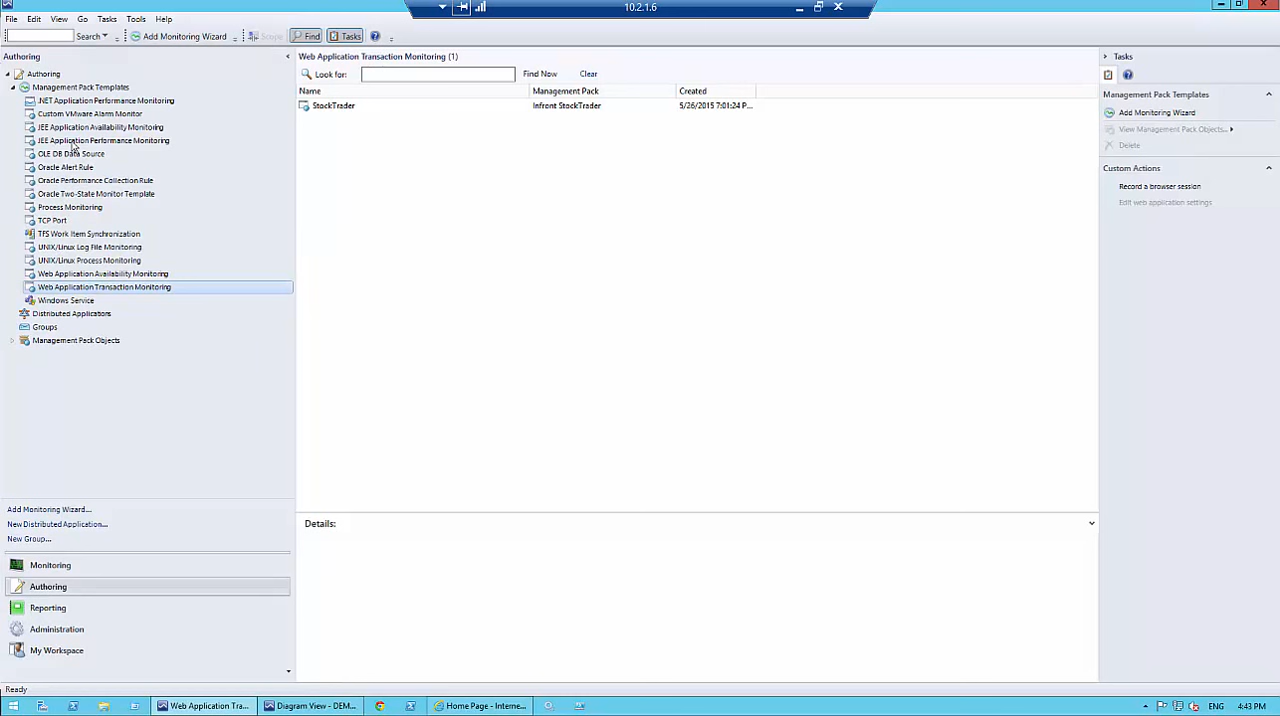 10.2.1.6
File Edit View Go Tasks Tools Help
Search Add Monitoring Wizard Scope Find Tasks
Authoring
Authoring
Management Pack Templates
.NET Application Performance Monitoring
Custom VMware Alarm Monitor
JEE Application Availability Monitoring
JEE Application Performance Monitoring
OLE DB Data Source
Oracle Alert Rule
Oracle Performance Collection Rule
Oracle Two-State Monitor Template
Process Monitoring
TCP Port
TFS Work Item Synchronization
UNIX/Linux Log File Monitoring
UNIX/Linux Process Monitoring
Web Application Availability Monitoring
Web Application Transaction Monitoring
Windows Service
Distributed Applications
Groups
Management Pack Objects
Add Monitoring Wizard...
New Distributed Application...
New Group...
Monitoring
Authoring
Reporting
Administration
My Workspace
Web Application Transaction Monitoring (1)
Look for: Find Now Clear
Name Management Pack Created
StockTrader Infront StockTrader 5/26/2015 7:01:24 P...
Details:
Tasks
Management Pack Templates
Add Monitoring Wizard
View Management Pack Objects...
Delete
Custom Actions
Record a browser session
Edit web application settings
Ready
Web Application Tra... Diagram View - DEM... Home Page - Interne... ENG 4:43 PM